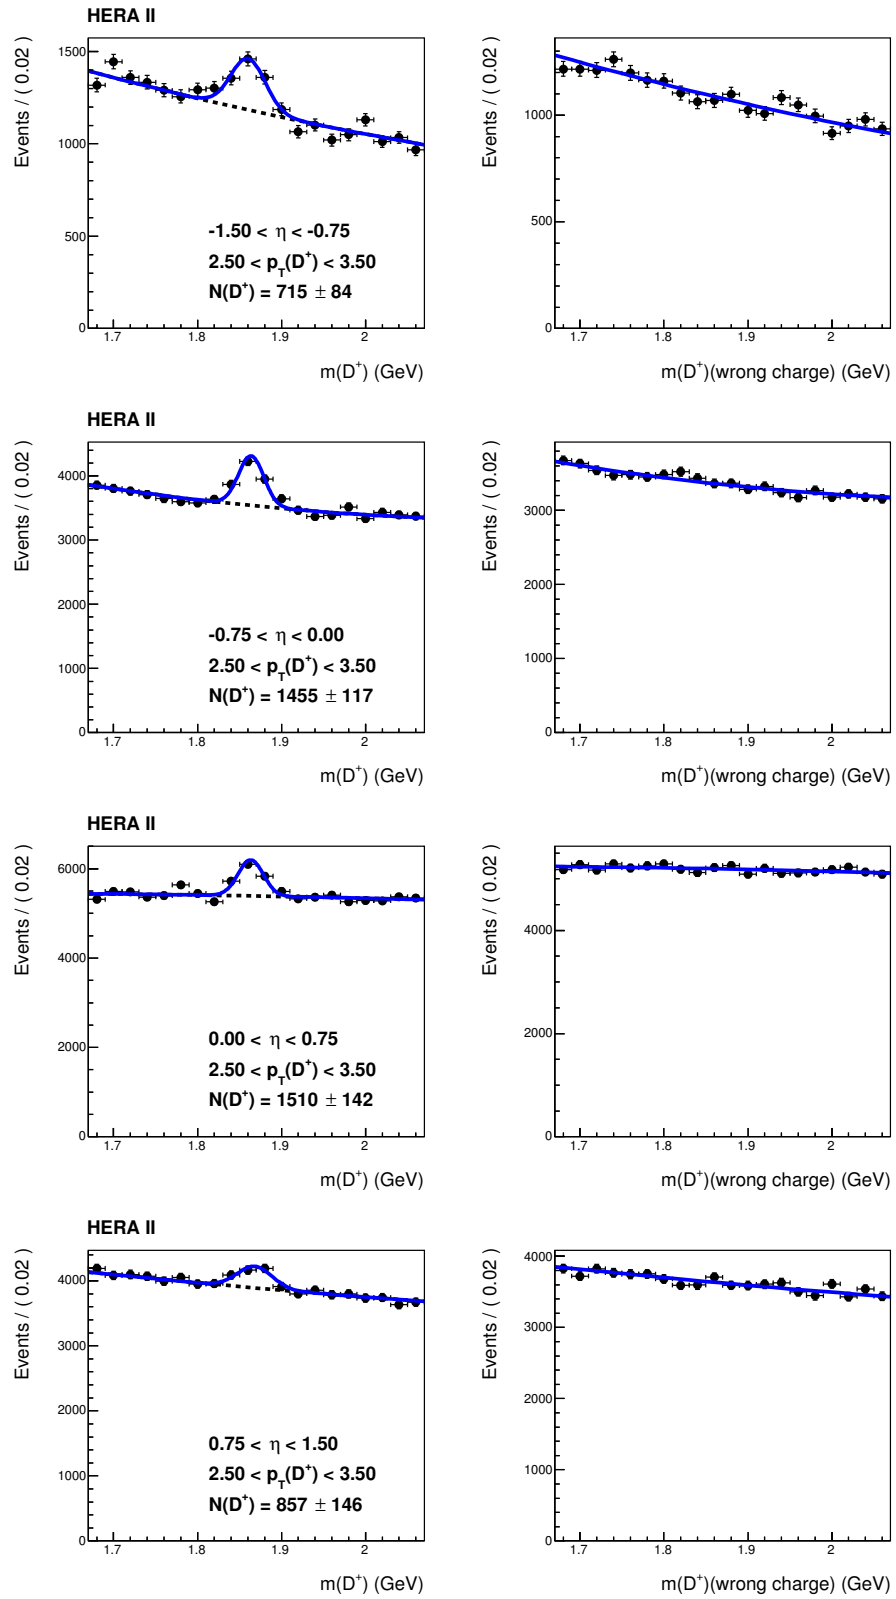 HERA II
Events / ( 0.02 )
1500
1000
500
0
1.7 1.8 1.9 2
m(D⁺) (GeV)
-1.50 < η < -0.75
2.50 < p_T(D⁺) < 3.50
N(D⁺) = 715 ± 84
Events / ( 0.02 )
1000
500
0
1.7 1.8 1.9 2
m(D⁺)(wrong charge) (GeV)
HERA II
Events / ( 0.02 )
4000
3000
2000
1000
0
1.7 1.8 1.9 2
m(D⁺) (GeV)
-0.75 < η < 0.00
2.50 < p_T(D⁺) < 3.50
N(D⁺) = 1455 ± 117
Events / ( 0.02 )
3000
2000
1000
0
1.7 1.8 1.9 2
m(D⁺)(wrong charge) (GeV)
HERA II
Events / ( 0.02 )
6000
4000
2000
0
1.7 1.8 1.9 2
m(D⁺) (GeV)
0.00 < η < 0.75
2.50 < p_T(D⁺) < 3.50
N(D⁺) = 1510 ± 142
Events / ( 0.02 )
4000
2000
0
1.7 1.8 1.9 2
m(D⁺)(wrong charge) (GeV)
HERA II
Events / ( 0.02 )
4000
3000
2000
1000
0
1.7 1.8 1.9 2
m(D⁺) (GeV)
0.75 < η < 1.50
2.50 < p_T(D⁺) < 3.50
N(D⁺) = 857 ± 146
Events / ( 0.02 )
4000
3000
2000
1000
0
1.7 1.8 1.9 2
m(D⁺)(wrong charge) (GeV)